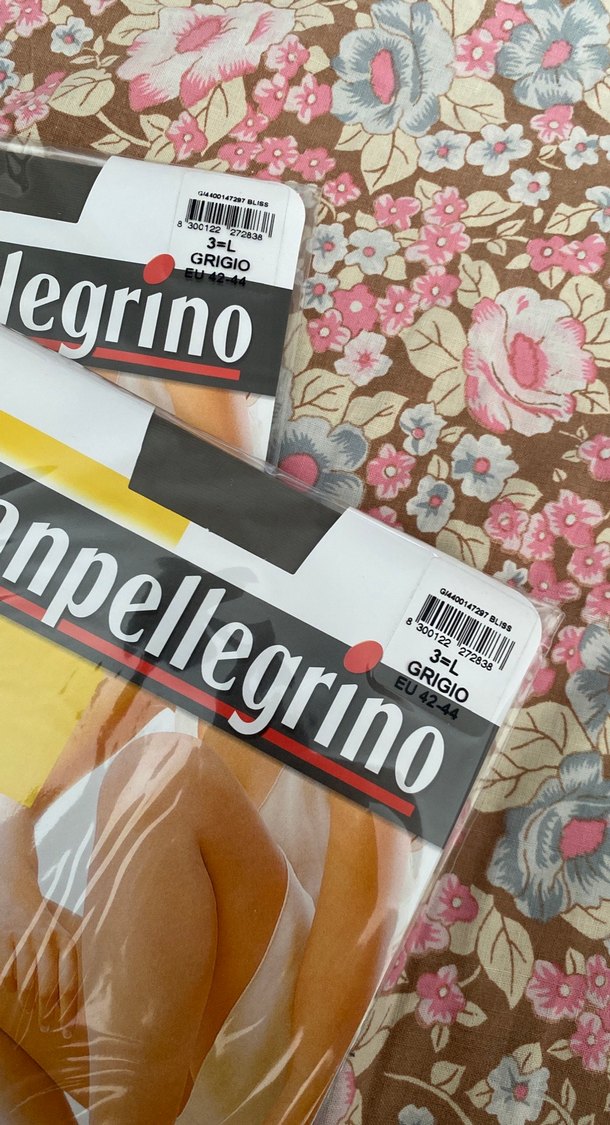 GI4400147297 BLISS
8 300122 272838
3=L
GRIGIO
EU 42-44
llegrino
GI4400147297 BLISS
8 300122 272838
3=L
GRIGIO
EU 42-44
anpellegrino